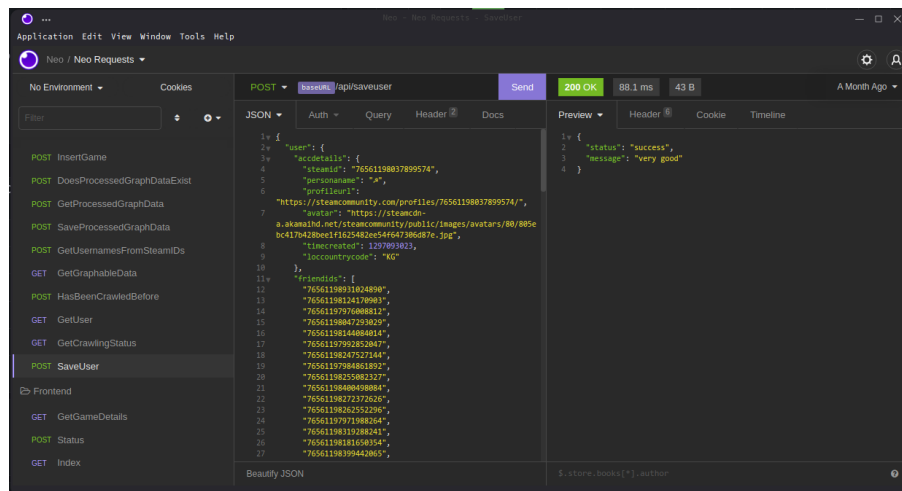 ...
Neo - Neo Requests - SaveUser
Application Edit View Window Tools Help
Neo / Neo Requests
No Environment
Cookies
Filter
POST InsertGame
POST DoesProcessedGraphDataExist
POST GetProcessedGraphData
POST SaveProcessedGraphData
POST GetUsernamesFromSteamIDs
GET GetGraphableData
POST HasBeenCrawledBefore
GET GetUser
GET GetCrawlingStatus
POST SaveUser
Frontend
GET GetGameDetails
POST Status
GET Index
POST baseURL /api/saveuser Send
JSON Auth Query Header 2 Docs
1 {
2 "user": {
3 "accdetails": {
4 "steamid": "76561198037899574",
5 "personaname": "☭",
6 "profileurl":
"https://steamcommunity.com/profiles/76561198037899574/",
7 "avatar": "https://steamcdn-
a.akamaihd.net/steamcommunity/public/images/avatars/80/805e
bc417b428bee1f1625482ee54f647306d87e.jpg",
8 "timecreated": 1297093023,
9 "loccountrycode": "KG"
10 },
11 "friendids": [
12 "76561198931024890",
13 "76561198124170903",
14 "76561197976008812",
15 "76561198047293029",
16 "76561198144084014",
17 "76561197992852047",
18 "76561198247527144",
19 "76561197984861892",
20 "76561198255082327",
21 "76561198400498084",
22 "76561198272372626",
23 "76561198262552296",
24 "76561197971988264",
25 "76561198319288241",
26 "76561198181650354",
27 "76561198399442065",
Beautify JSON
200 OK 88.1 ms 43 B A Month Ago
Preview Header 6 Cookie Timeline
1 {
2 "status": "success",
3 "message": "very good"
4 }
$.store.books[*].author